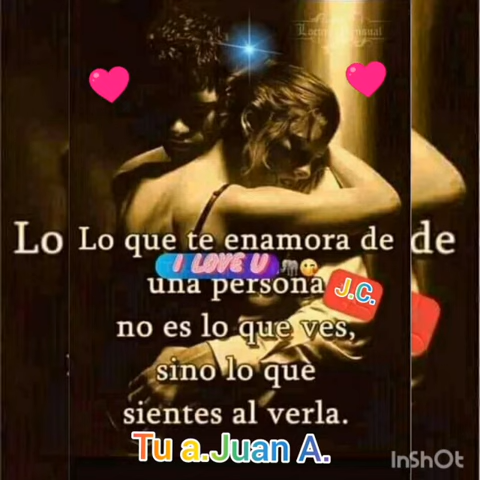 Lo Lo que te enamora de de
I LOVE U
una persona
J.C.
no es lo que ves,
sino lo que
sientes al verla.
Tu a.Juan A.
InShOt